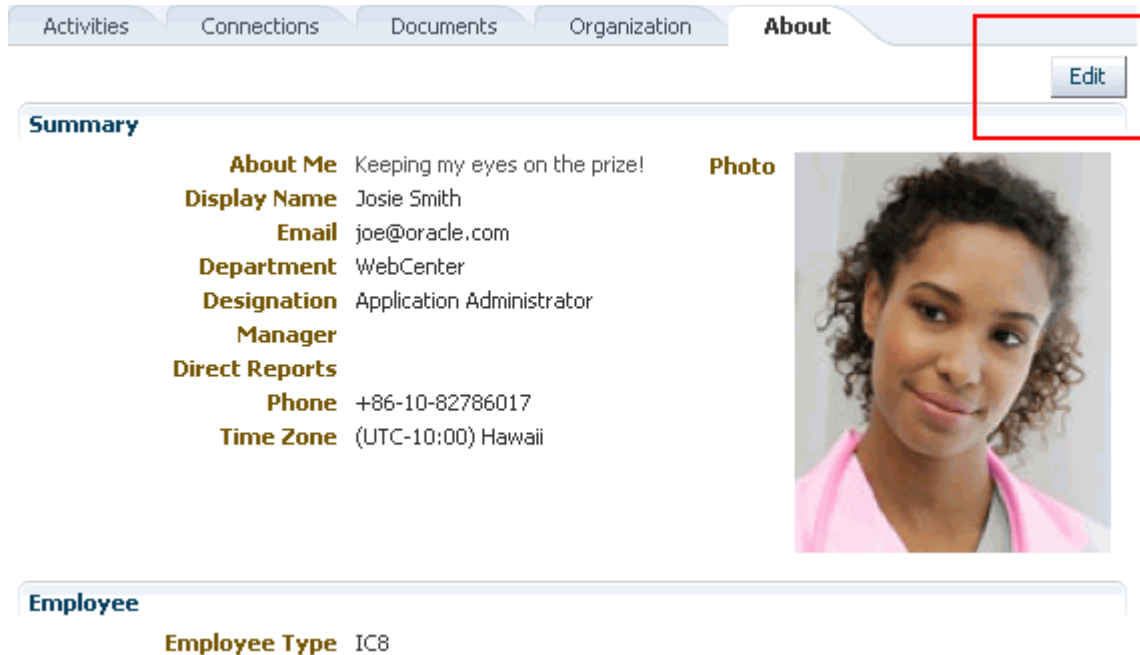 Activities Connections Documents Organization About
Edit
Summary
About Me Keeping my eyes on the prize! Photo
Display Name Josie Smith
Email joe@oracle.com
Department WebCenter
Designation Application Administrator
Manager
Direct Reports
Phone +86-10-82786017
Time Zone (UTC-10:00) Hawaii
Employee
Employee Type IC8